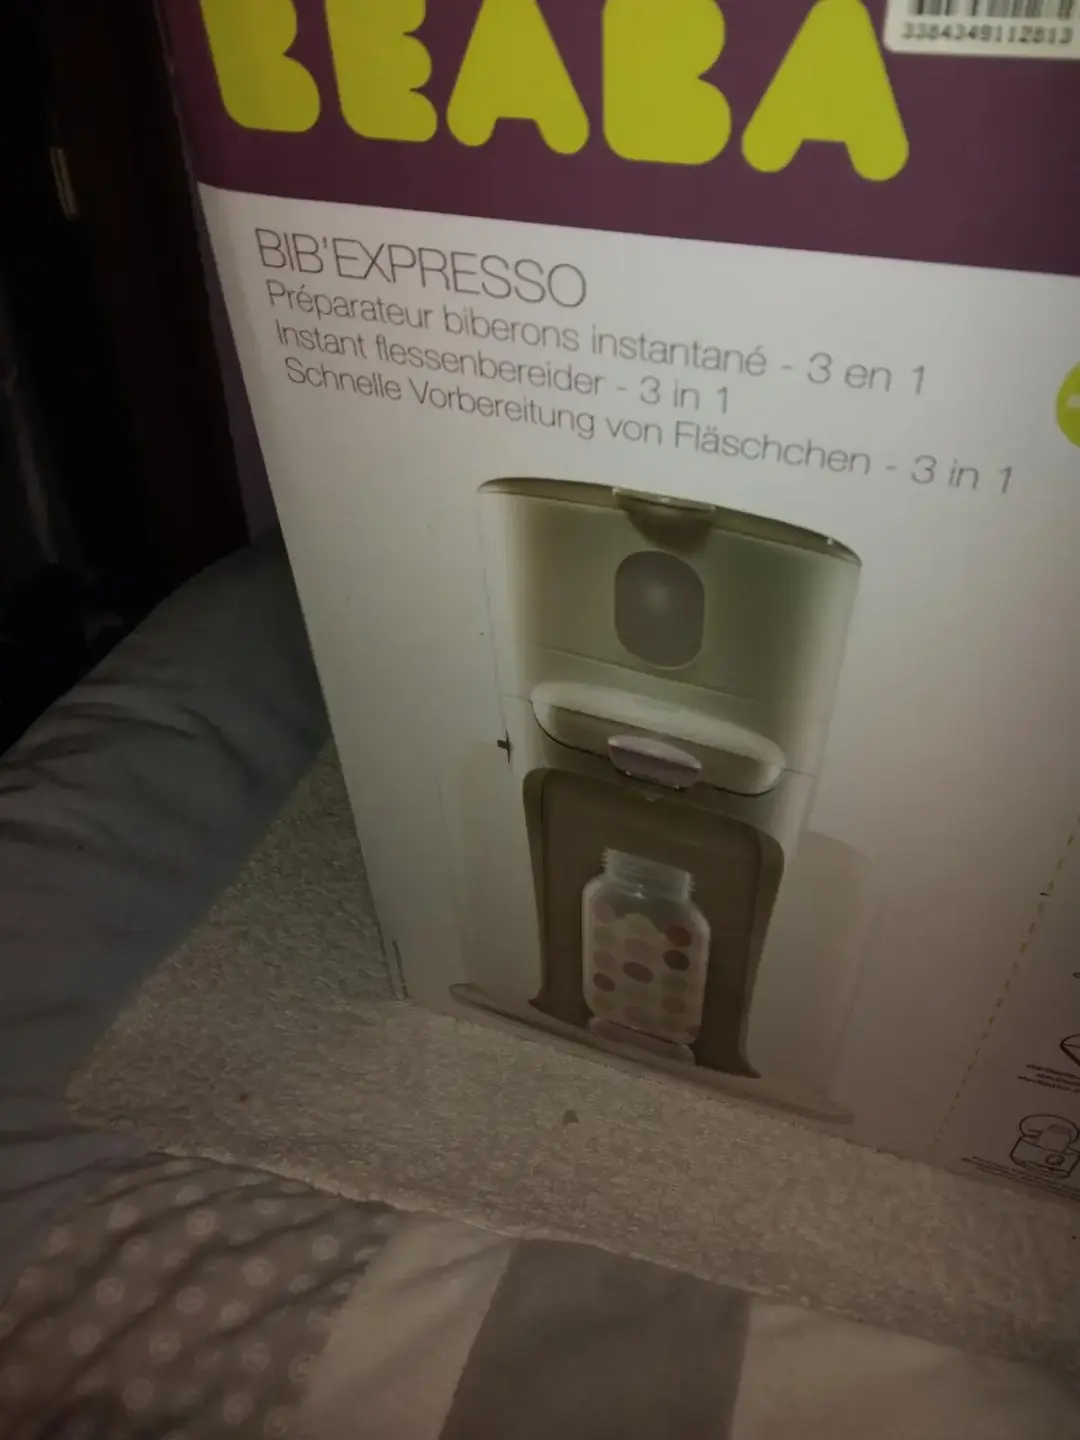 BEABA
3384349112813
BIB'EXPRESSO
Préparateur biberons instantané - 3 en 1
Instant flessenbereider - 3 in 1
Schnelle Vorbereitung von Fläschchen - 3 in 1